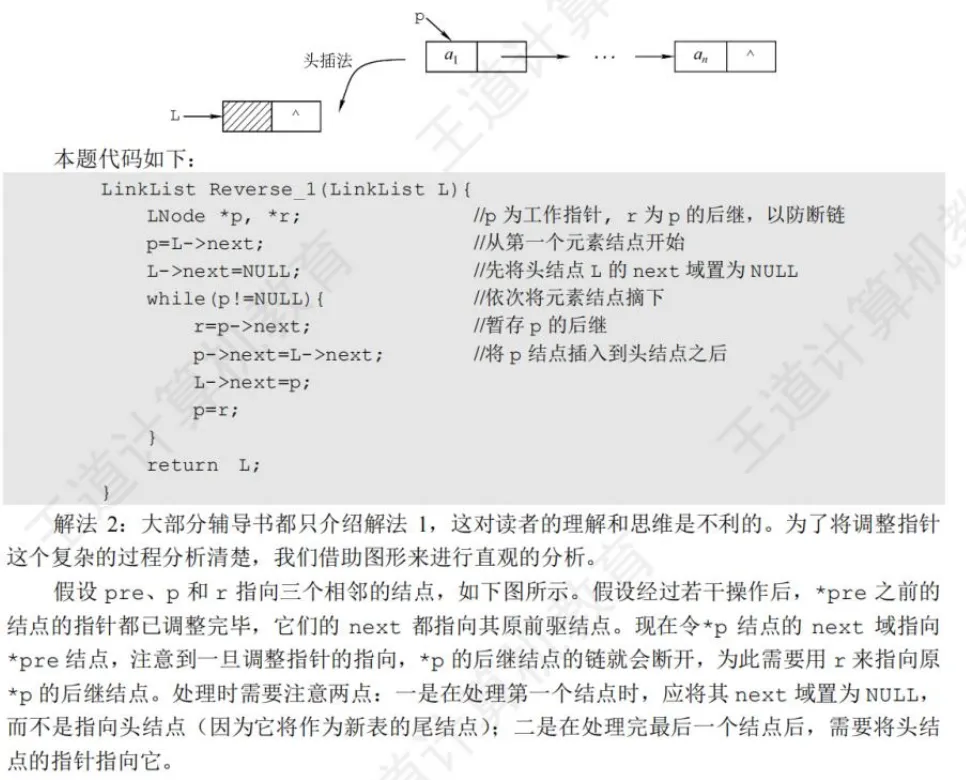 p
头插法
a₁ ··· aₙ ^
L ^
本题代码如下：
LinkList Reverse_1(LinkList L){
LNode *p, *r; //p 为工作指针, r 为 p 的后继，以防断链
p=L->next; //从第一个元素结点开始
L->next=NULL; //先将头结点 L 的 next 域置为 NULL
while(p!=NULL){ //依次将元素结点摘下
r=p->next; //暂存 p 的后继
p->next=L->next; //将 p 结点插入到头结点之后
L->next=p;
p=r;
}
return L;
}
解法 2：大部分辅导书都只介绍解法 1，这对读者的理解和思维是不利的。为了将调整指针
这个复杂的过程分析清楚，我们借助图形来进行直观的分析。
假设 pre、p 和 r 指向三个相邻的结点，如下图所示。假设经过若干操作后，*pre 之前的
结点的指针都已调整完毕，它们的 next 都指向其原前驱结点。现在令*p 结点的 next 域指向
*pre 结点，注意到一旦调整指针的指向，*p 的后继结点的链就会断开，为此需要用 r 来指向原
*p 的后继结点。处理时需要注意两点：一是在处理第一个结点时，应将其 next 域置为 NULL，
而不是指向头结点（因为它将作为新表的尾结点）；二是在处理完最后一个结点后，需要将头结
点的指针指向它。
王道计算机教育